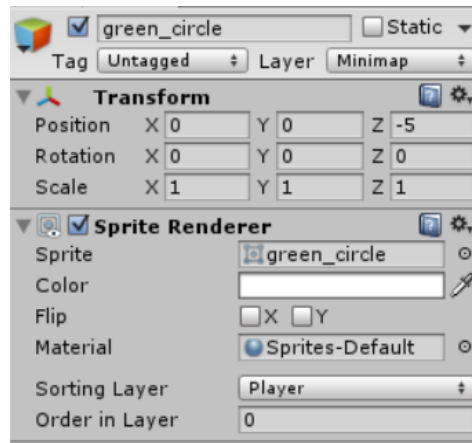 green_circle Static
Tag Untagged Layer Minimap
Transform
Position X 0 Y 0 Z -5
Rotation X 0 Y 0 Z 0
Scale X 1 Y 1 Z 1
Sprite Renderer
Sprite green_circle
Color
Flip X Y
Material Sprites-Default
Sorting Layer Player
Order in Layer 0